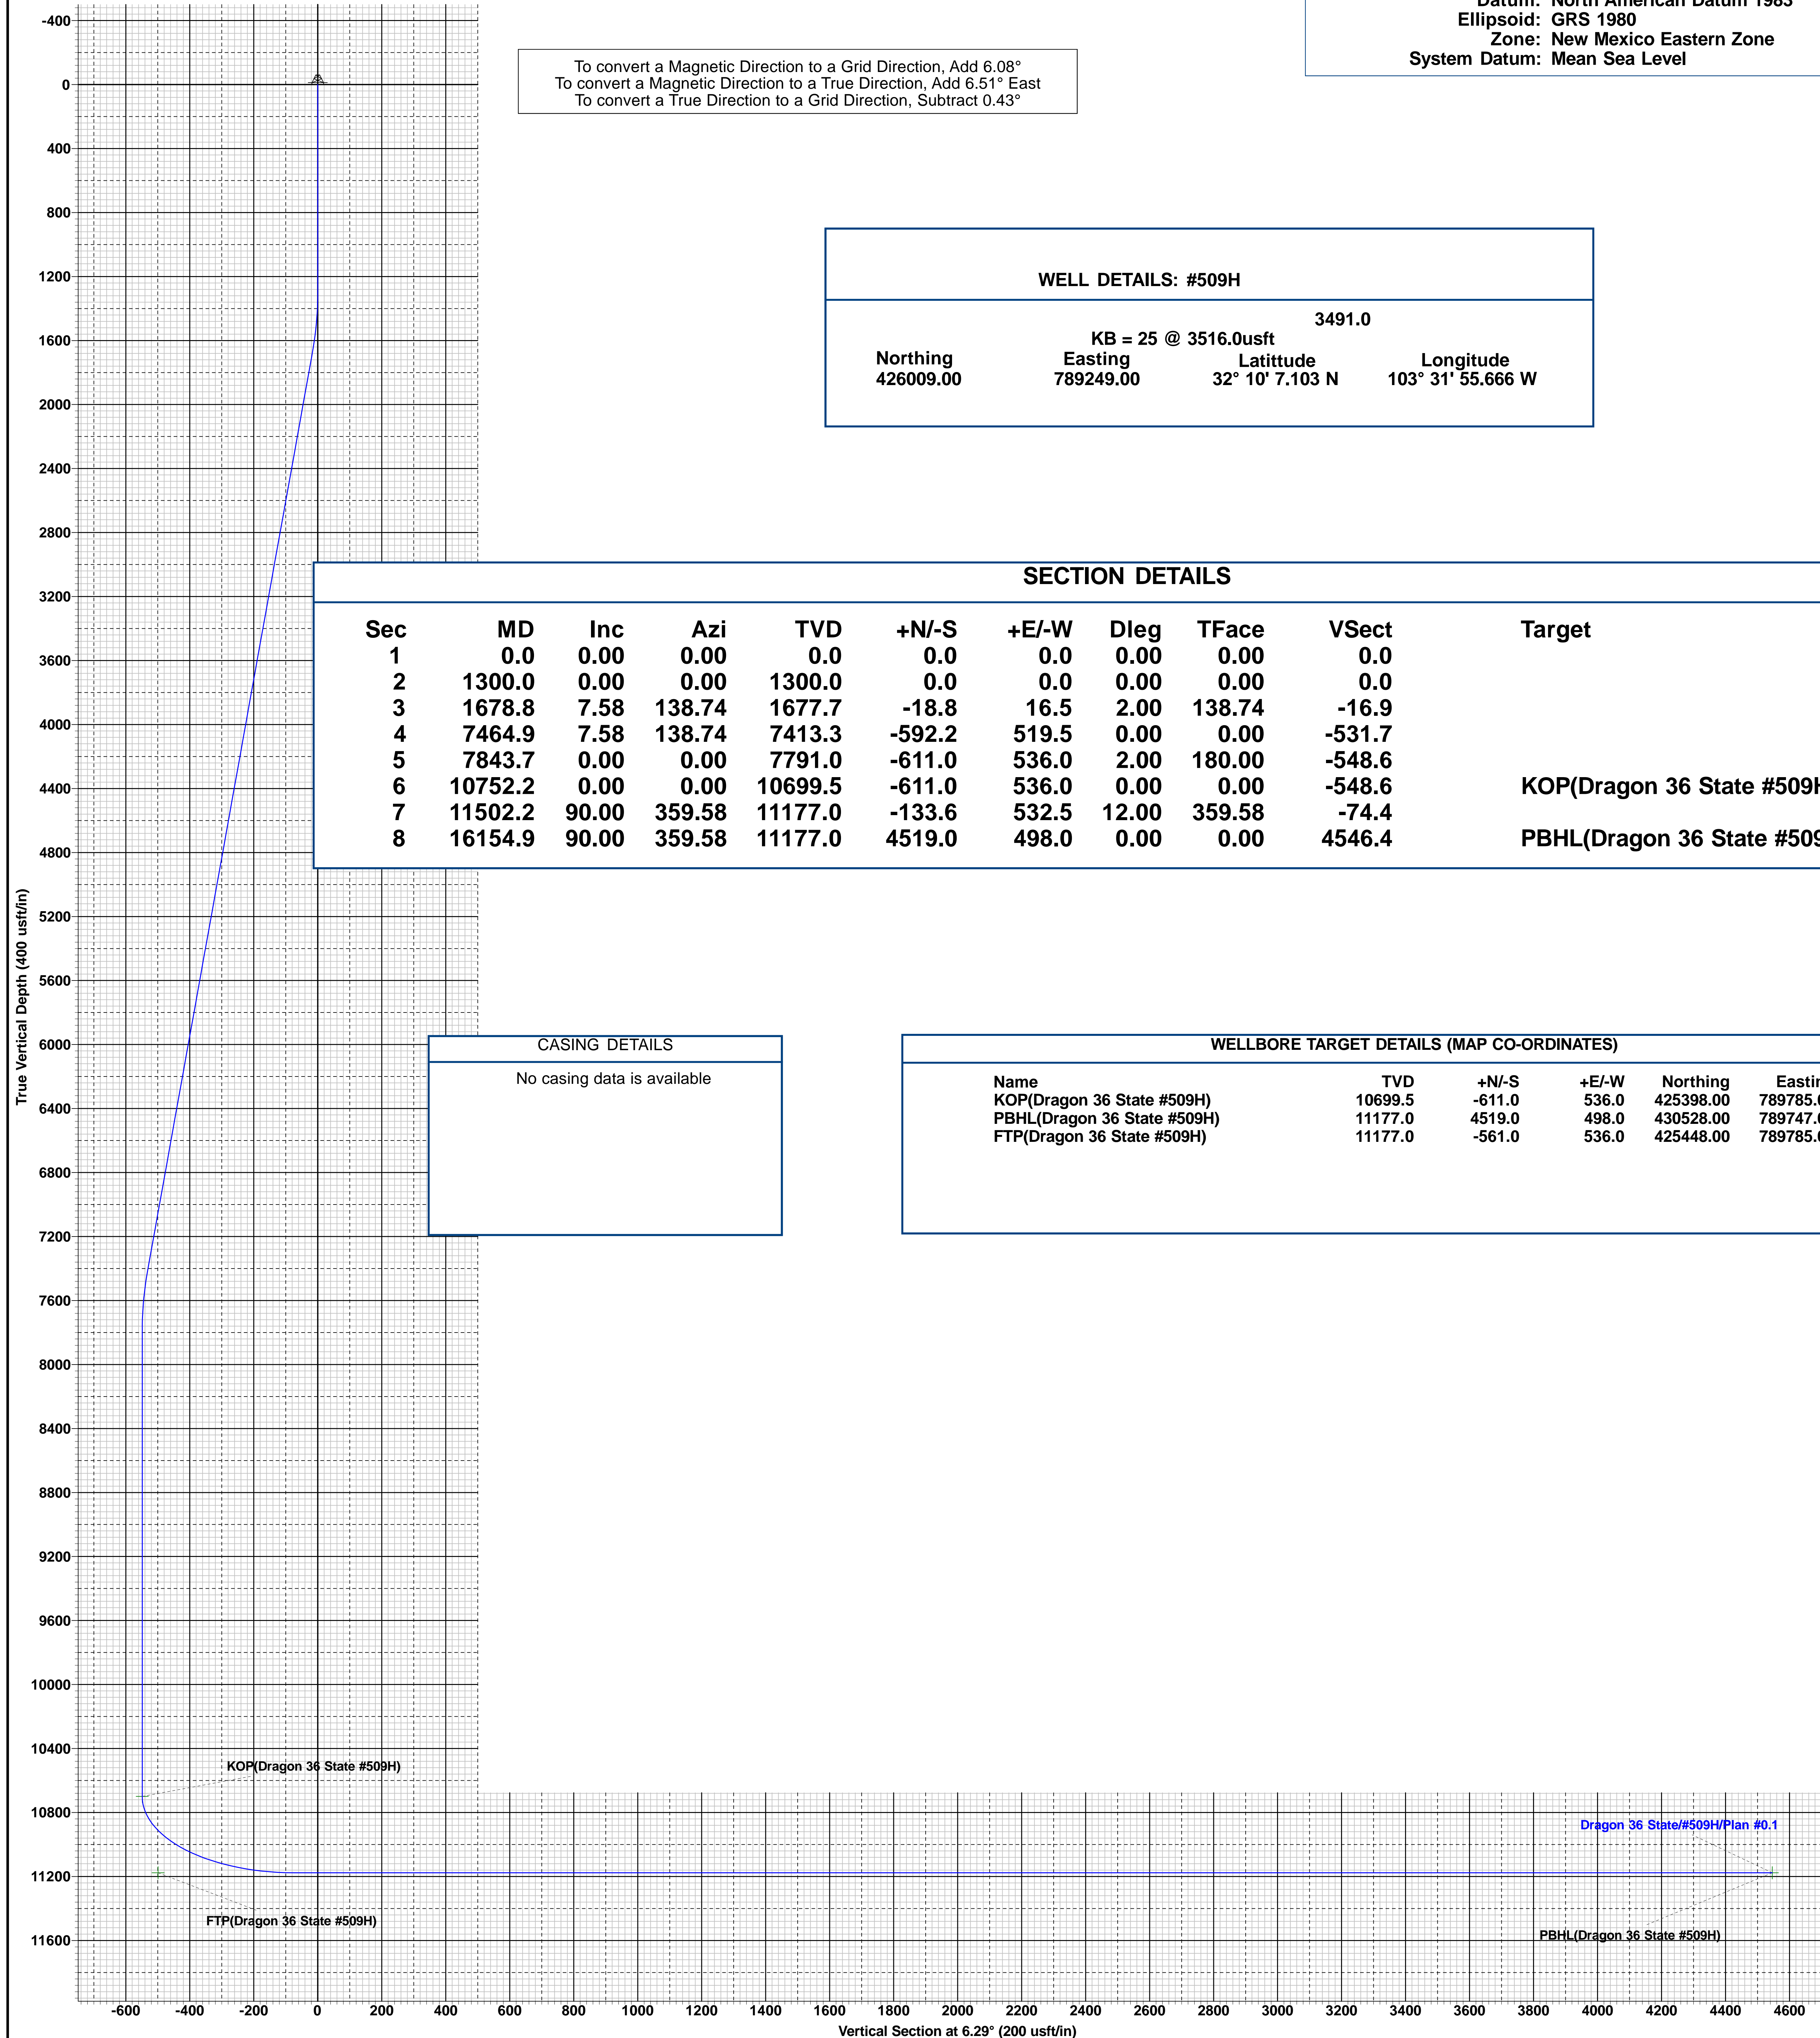 Datum: North American Datum 1983
Ellipsoid: GRS 1980
Zone: New Mexico Eastern Zone
System Datum: Mean Sea Level
To convert a Magnetic Direction to a Grid Direction, Add 6.08°
To convert a Magnetic Direction to a True Direction, Add 6.51° East
To convert a True Direction to a Grid Direction, Subtract 0.43°
WELL DETAILS: #509H
3491.0
KB = 25 @ 3516.0usft
Northing Easting Latittude Longitude
426009.00 789249.00 32° 10' 7.103 N 103° 31' 55.666 W
SECTION DETAILS
Sec MD Inc Azi TVD +N/-S +E/-W Dleg TFace VSect Target
1 0.0 0.00 0.00 0.0 0.0 0.0 0.00 0.00 0.0
2 1300.0 0.00 0.00 1300.0 0.0 0.0 0.00 0.00 0.0
3 1678.8 7.58 138.74 1677.7 -18.8 16.5 2.00 138.74 -16.9
4 7464.9 7.58 138.74 7413.3 -592.2 519.5 0.00 0.00 -531.7
5 7843.7 0.00 0.00 7791.0 -611.0 536.0 2.00 180.00 -548.6
6 10752.2 0.00 0.00 10699.5 -611.0 536.0 0.00 0.00 -548.6 KOP(Dragon 36 State #509H
7 11502.2 90.00 359.58 11177.0 -133.6 532.5 12.00 359.58 -74.4
8 16154.9 90.00 359.58 11177.0 4519.0 498.0 0.00 0.00 4546.4 PBHL(Dragon 36 State #509
CASING DETAILS
No casing data is available
WELLBORE TARGET DETAILS (MAP CO-ORDINATES)
Name TVD +N/-S +E/-W Northing Eastin
KOP(Dragon 36 State #509H) 10699.5 -611.0 536.0 425398.00 789785.0
PBHL(Dragon 36 State #509H) 11177.0 4519.0 498.0 430528.00 789747.0
FTP(Dragon 36 State #509H) 11177.0 -561.0 536.0 425448.00 789785.0
True Vertical Depth (400 usft/in)
-400
0
400
800
1200
1600
2000
2400
2800
3200
3600
4000
4400
4800
5200
5600
6000
6400
6800
7200
7600
8000
8400
8800
9200
9600
10000
10400
10800
11200
11600
KOP(Dragon 36 State #509H)
Dragon 36 State/#509H/Plan #0.1
FTP(Dragon 36 State #509H)
PBHL(Dragon 36 State #509H)
-600 -400 -200 0 200 400 600 800 1000 1200 1400 1600 1800 2000 2200 2400 2600 2800 3000 3200 3400 3600 3800 4000 4200 4400 4600
Vertical Section at 6.29° (200 usft/in)